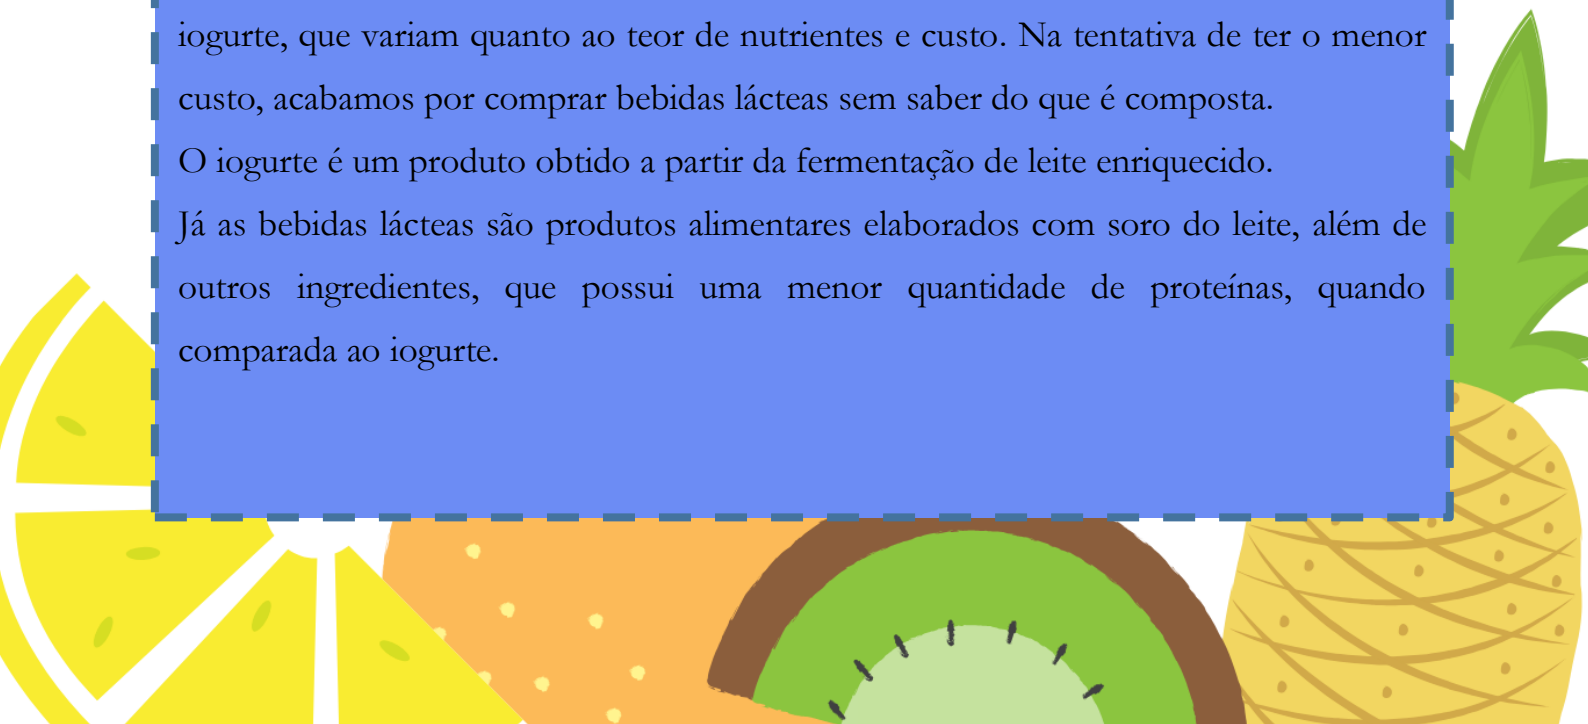 iogurte, que variam quanto ao teor de nutrientes e custo. Na tentativa de ter o menor
custo, acabamos por comprar bebidas lácteas sem saber do que é composta.
O iogurte é um produto obtido a partir da fermentação de leite enriquecido.
Já as bebidas lácteas são produtos alimentares elaborados com soro do leite, além de
outros ingredientes, que possui uma menor quantidade de proteínas, quando
comparada ao iogurte.